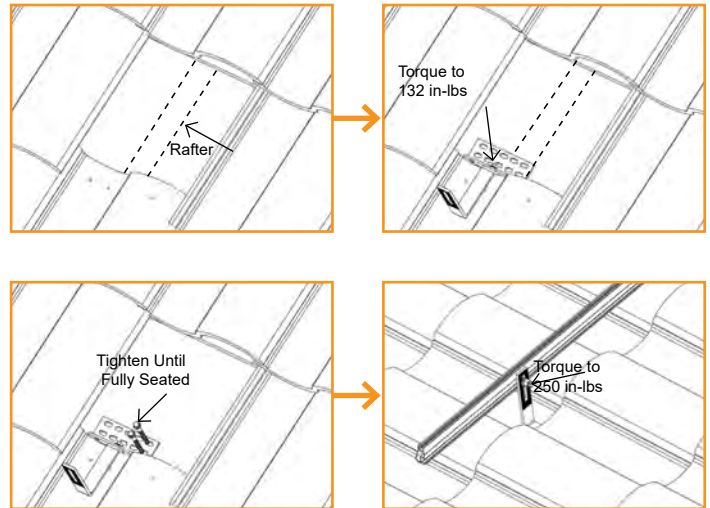 Rafter
Torque to
132 in-lbs
Tighten Until
Fully Seated
Torque to
250 in-lbs